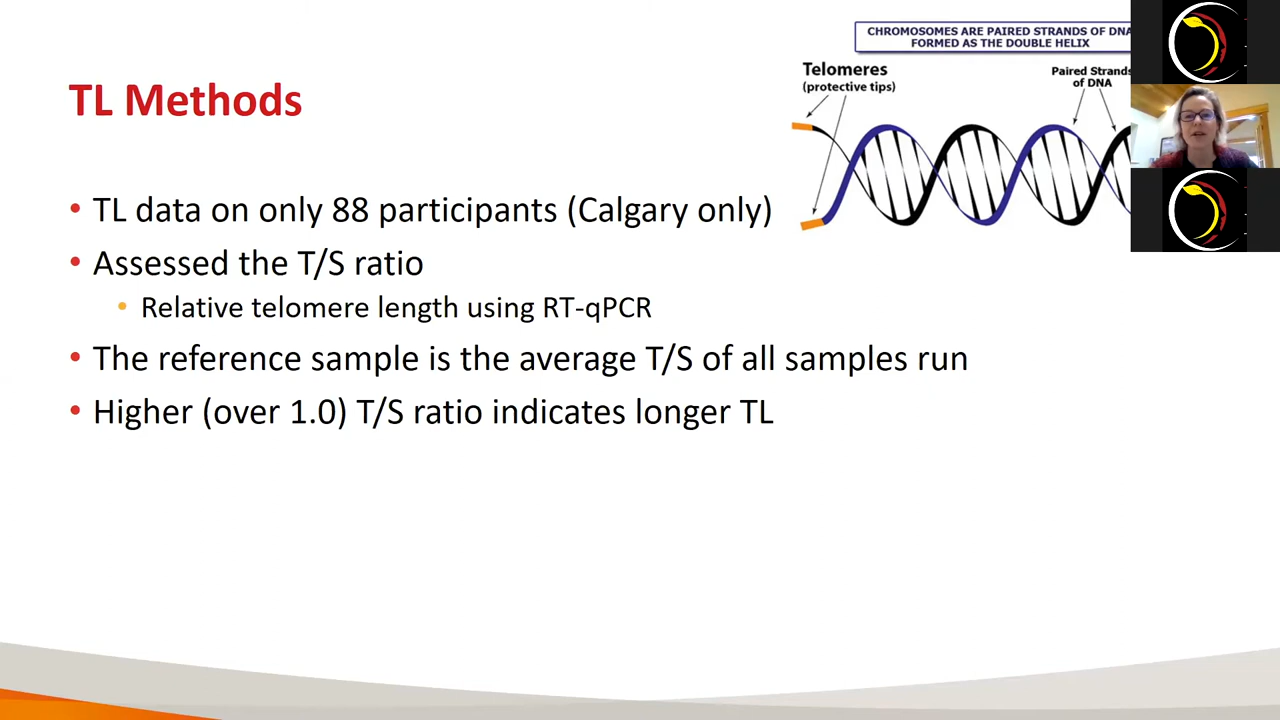 CHROMOSOMES ARE PAIRED STRANDS OF DNA
FORMED AS THE DOUBLE HELIX
TL Methods
Telomeres
(protective tips)
Paired Strands
of DNA
• TL data on only 88 participants (Calgary only)
• Assessed the T/S ratio
• Relative telomere length using RT-qPCR
• The reference sample is the average T/S of all samples run
• Higher (over 1.0) T/S ratio indicates longer TL